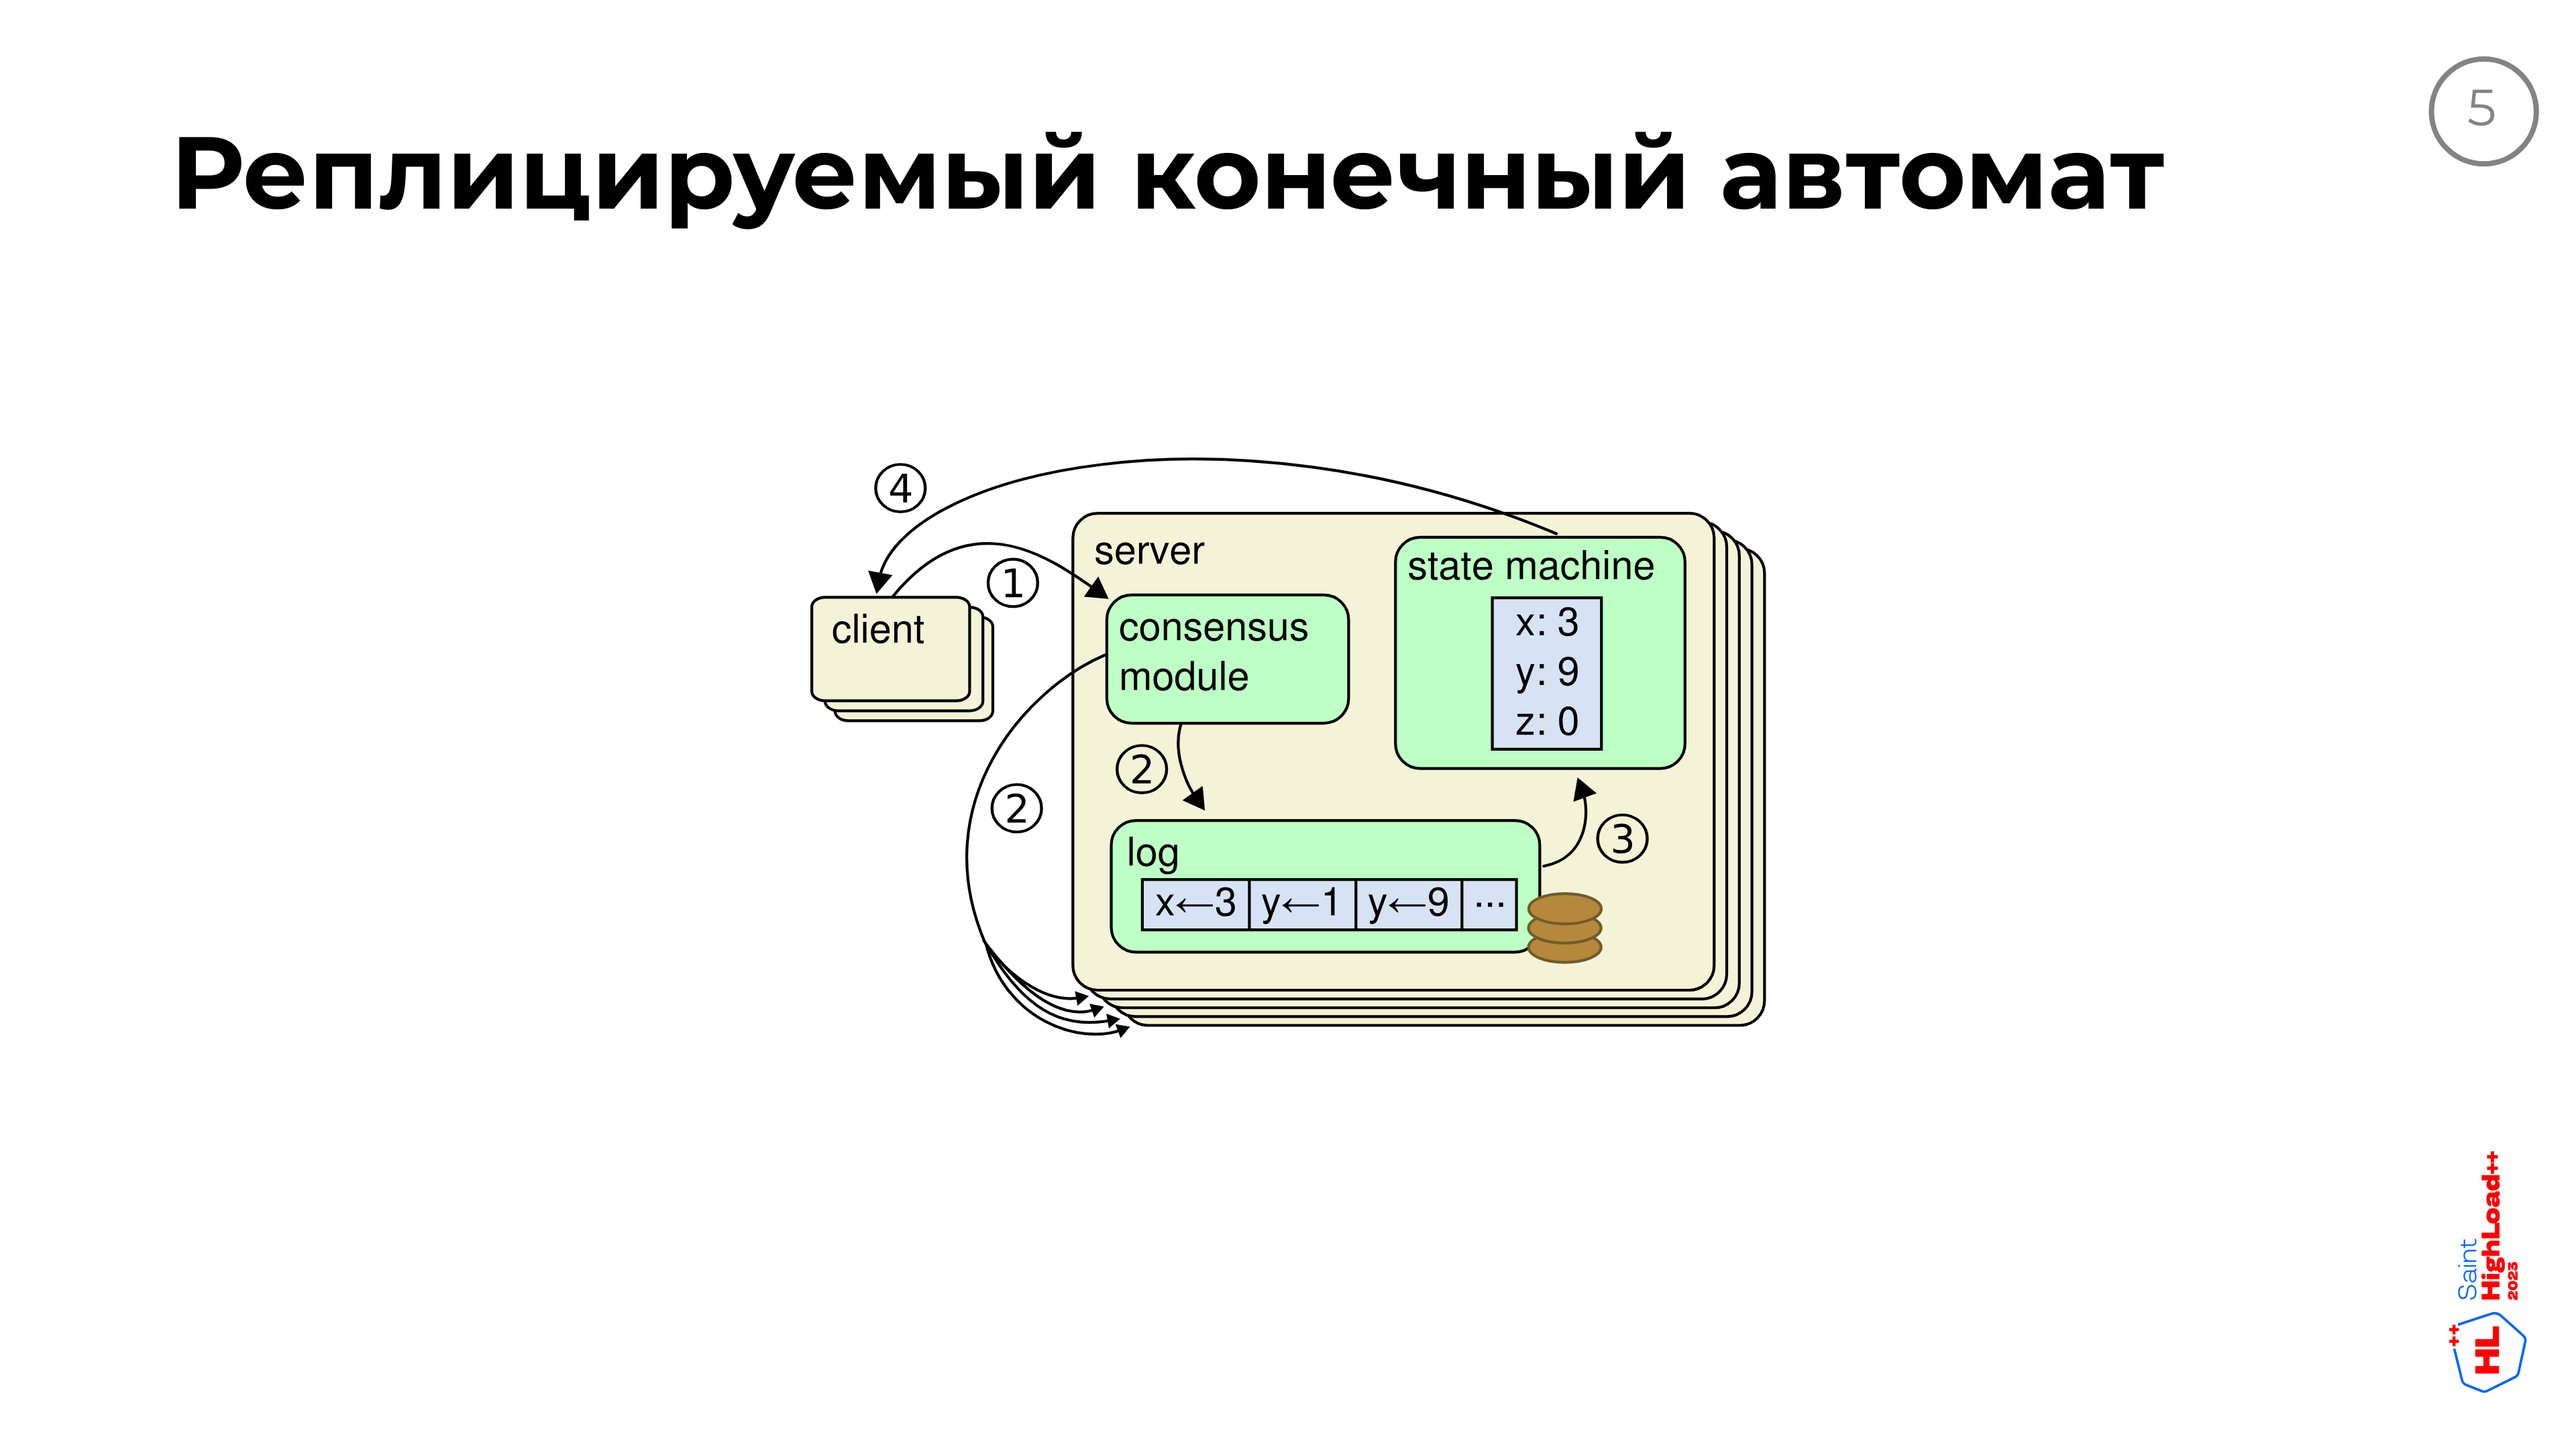 Реплицируемый конечный автомат
5
④
①
client
server
consensus
module
state machine
x: 3
y: 9
z: 0
②
②
③
log
x←3 y←1 y←9 ...
Saint
HighLoad++
2023
HL++